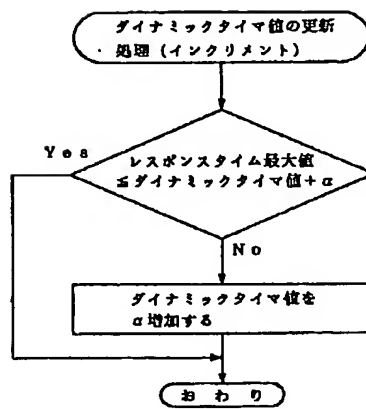 ダイナミックタイマ値の更新
・処理（インクリメント）
Yes
レスポンスタイム最大値
≦ダイナミックタイマ値＋α
No
ダイナミックタイマ値を
α増加する
おわり